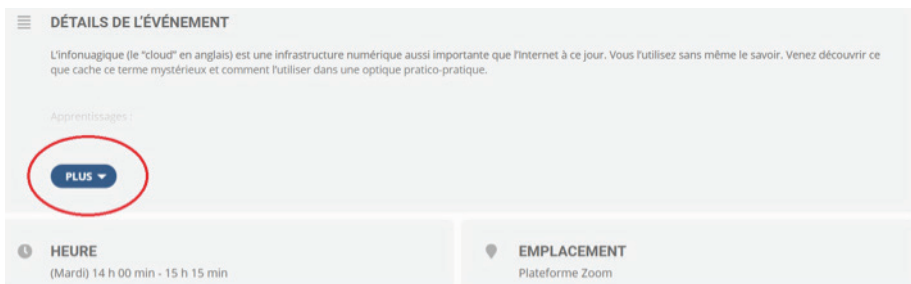 DÉTAILS DE L'ÉVÉNEMENT
L'infonuagique (le "cloud" en anglais) est une infrastructure numérique aussi importante que l'Internet à ce jour. Vous l'utilisez sans même le savoir. Venez découvrir ce
que cache ce terme mystérieux et comment l'utiliser dans une optique pratico-pratique.
Apprentissages :
PLUS
HEURE
(Mardi) 14 h 00 min - 15 h 15 min
EMPLACEMENT
Plateforme Zoom